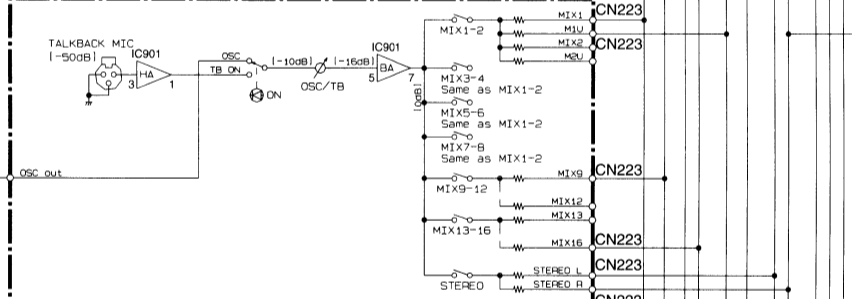 MIX1 CN223
MIX1-2 M1U
TALKBACK MIC IC901 MIX2 CN223
[-50dB] OSC [-10dB] [-16dB] IC901 M2U
HA TB ON BA MIX3-4
3 1 OSC/TB 5 7 Same as MIX1-2
ON [0dB]
MIX5-6
Same as MIX1-2
MIX7-8
Same as MIX1-2
OSC out MIX9 CN223
MIX9-12
MIX12
MIX13
MIX13-16
MIX16 CN223
STEREO L CN223
STEREO STEREO R
CN223